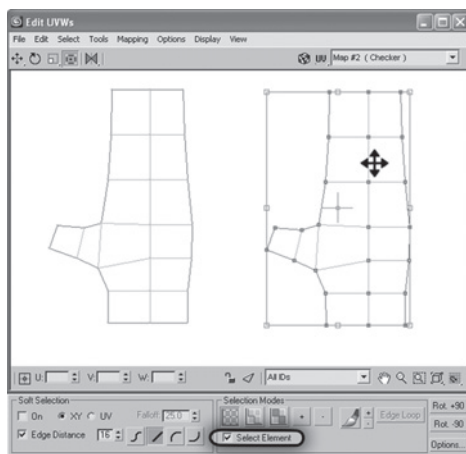 Edit UVWs
File Edit Select Tools Mapping Options Display View
UV Map #2 ( Checker )
U: V: W: All IDs
Soft Selection
On XY UV Falloff: 25.0
Edge Distance 16
Selection Modes
+ - + - Edge Loop
Select Element
Rot. +90
Rot. -90
Options...